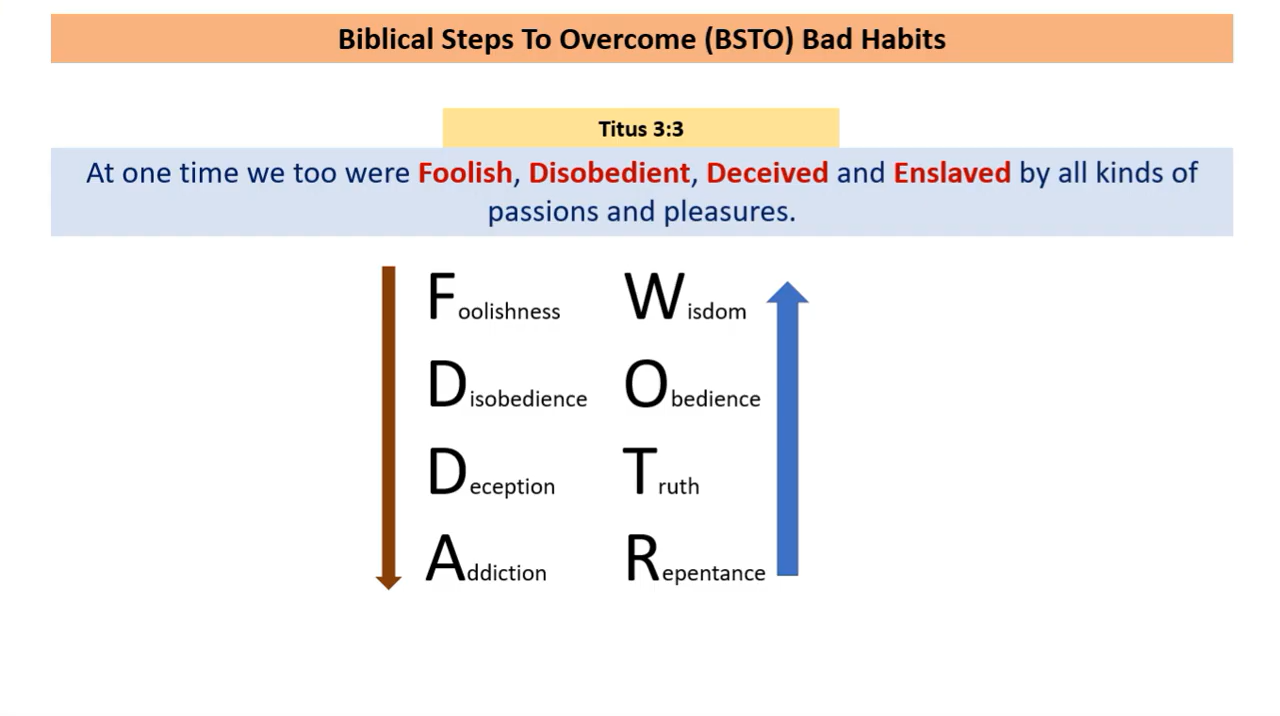 Biblical Steps To Overcome (BSTO) Bad Habits
Titus 3:3
At one time we too were Foolish, Disobedient, Deceived and Enslaved by all kinds of
passions and pleasures.
Foolishness Wisdom
Disobedience Obedience
Deception Truth
Addiction Repentance